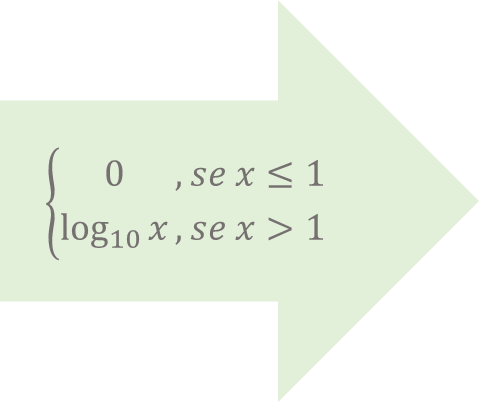 0 , se x ≤ 1
log₁₀ x , se x > 1